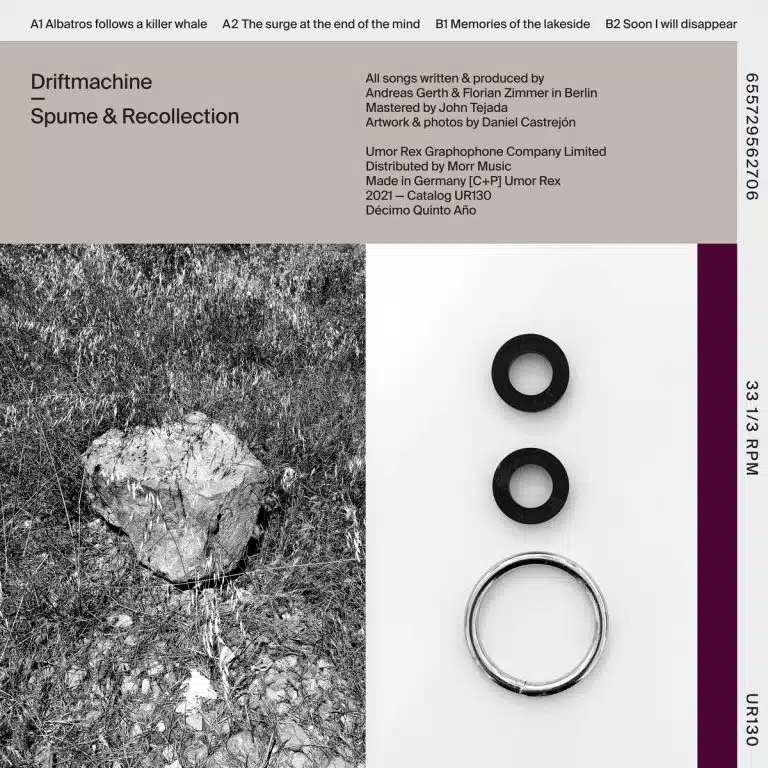 A1 Albatros follows a killer whale A2 The surge at the end of the mind B1 Memories of the lakeside B2 Soon I will disappear
Driftmachine
—
Spume & Recollection
All songs written & produced by
Andreas Gerth & Florian Zimmer in Berlin
Mastered by John Tejada
Artwork & photos by Daniel Castrejón
Umor Rex Graphophone Company Limited
Distributed by Morr Music
Made in Germany [C+P] Umor Rex
2021 — Catalog UR130
Décimo Quinto Año
655729562706
33 1/3 RPM
UR130